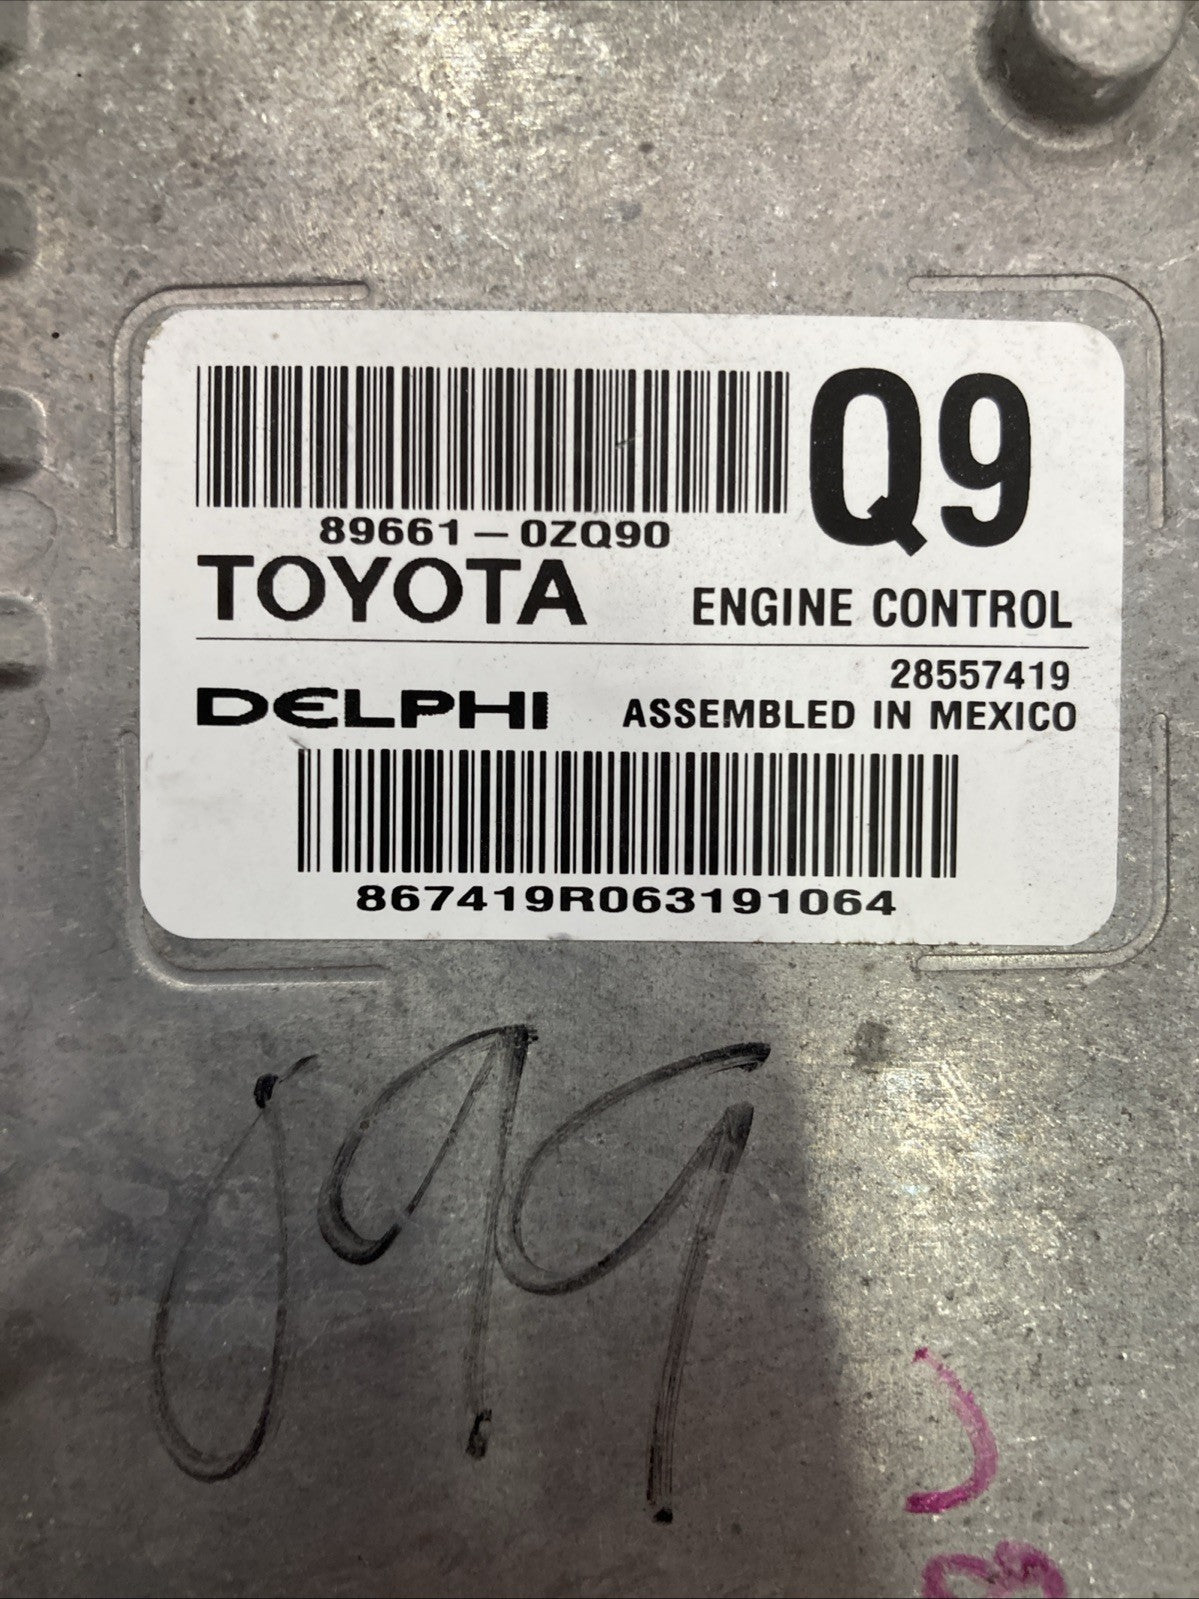 Q9
89661-0ZQ90
TOYOTA ENGINE CONTROL
28557419
DELPHI ASSEMBLED IN MEXICO
867419R063191064